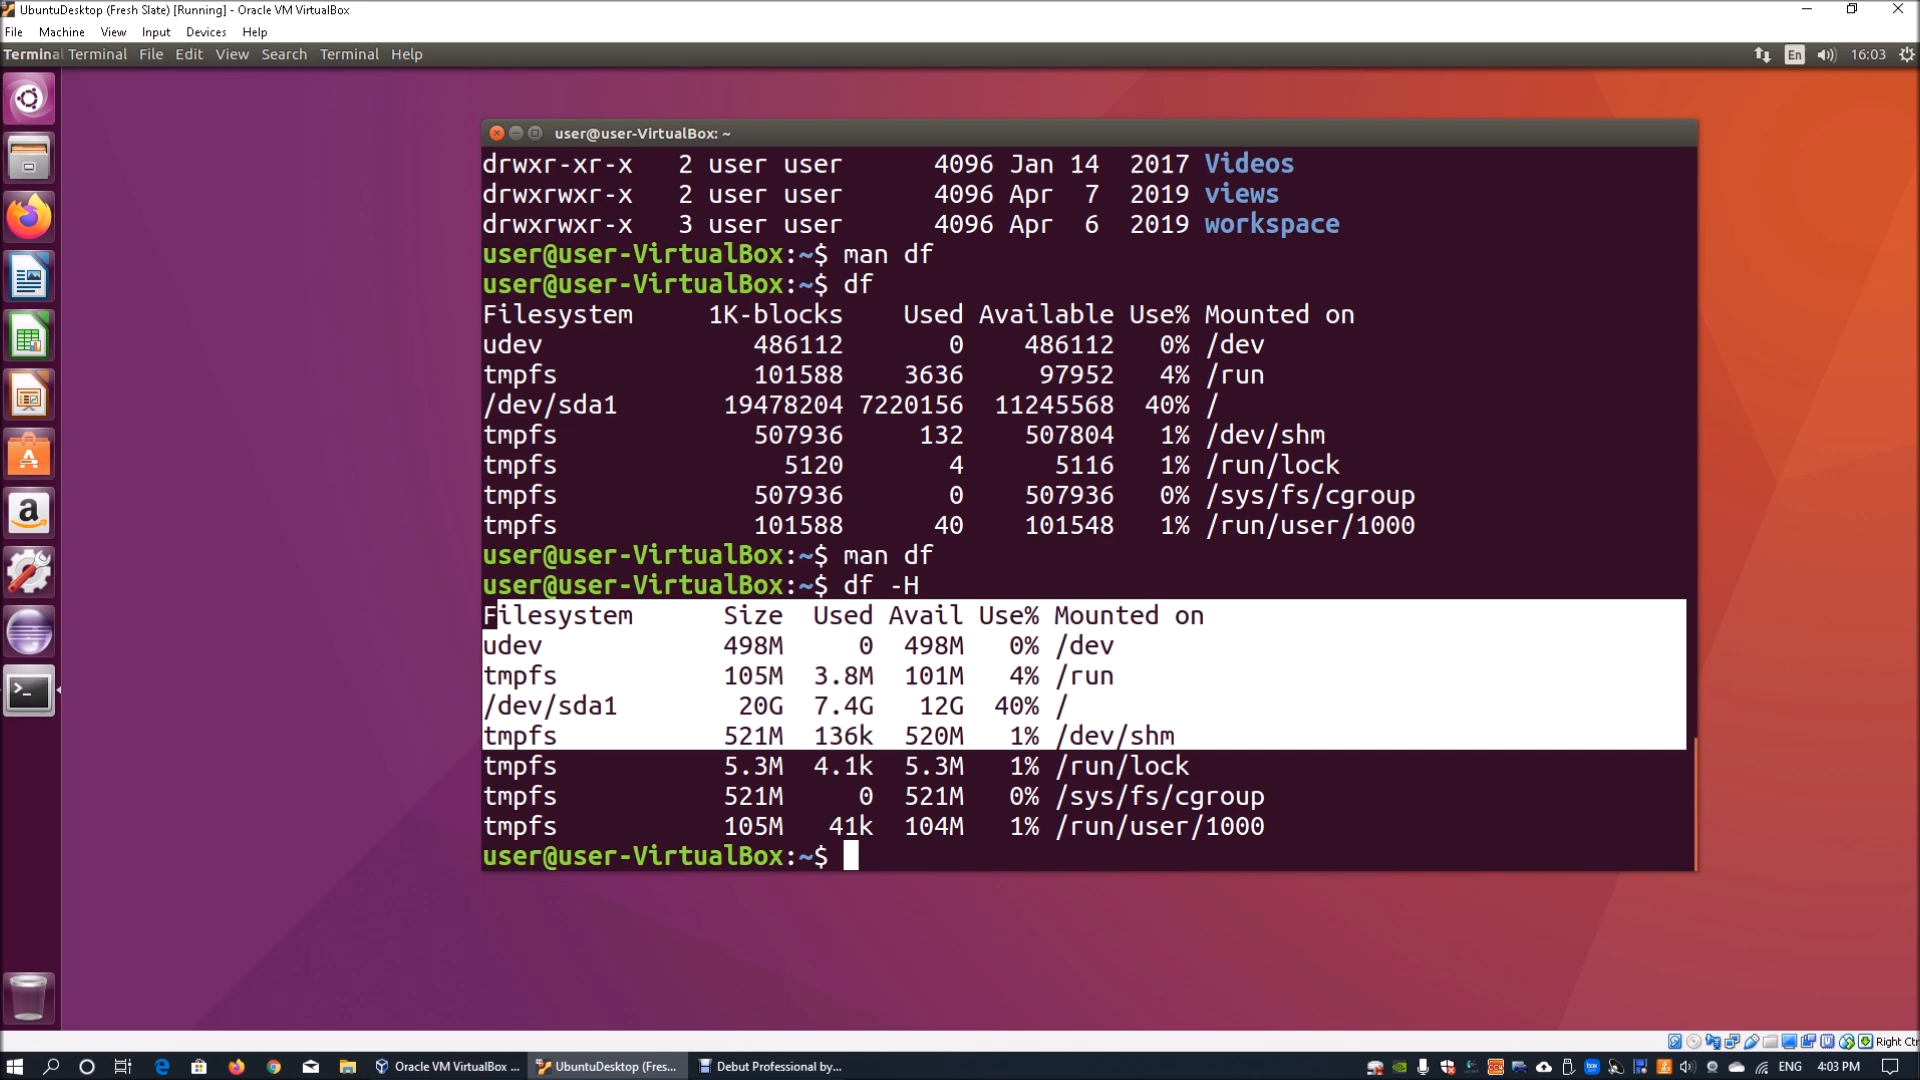 UbuntuDesktop (Fresh Slate) [Running] - Oracle VM VirtualBox
File Machine View Input Devices Help
Terminal Terminal File Edit View Search Terminal Help En 16:03
user@user-VirtualBox: ~
drwxr-xr-x 2 user user 4096 Jan 14 2017 Videos
drwxrwxr-x 2 user user 4096 Apr 7 2019 views
drwxrwxr-x 3 user user 4096 Apr 6 2019 workspace
user@user-VirtualBox:~$ man df
user@user-VirtualBox:~$ df
Filesystem 1K-blocks Used Available Use% Mounted on
udev 486112 0 486112 0% /dev
tmpfs 101588 3636 97952 4% /run
/dev/sda1 19478204 7220156 11245568 40% /
tmpfs 507936 132 507804 1% /dev/shm
tmpfs 5120 4 5116 1% /run/lock
tmpfs 507936 0 507936 0% /sys/fs/cgroup
tmpfs 101588 40 101548 1% /run/user/1000
user@user-VirtualBox:~$ man df
user@user-VirtualBox:~$ df -H
Filesystem Size Used Avail Use% Mounted on
udev 498M 0 498M 0% /dev
tmpfs 105M 3.8M 101M 4% /run
/dev/sda1 20G 7.4G 12G 40% /
tmpfs 521M 136k 520M 1% /dev/shm
tmpfs 5.3M 4.1k 5.3M 1% /run/lock
tmpfs 521M 0 521M 0% /sys/fs/cgroup
tmpfs 105M 41k 104M 1% /run/user/1000
user@user-VirtualBox:~$
Right Ctr
Oracle VM VirtualBox ... UbuntuDesktop (Fres... Debut Professional by... ENG 4:03 PM